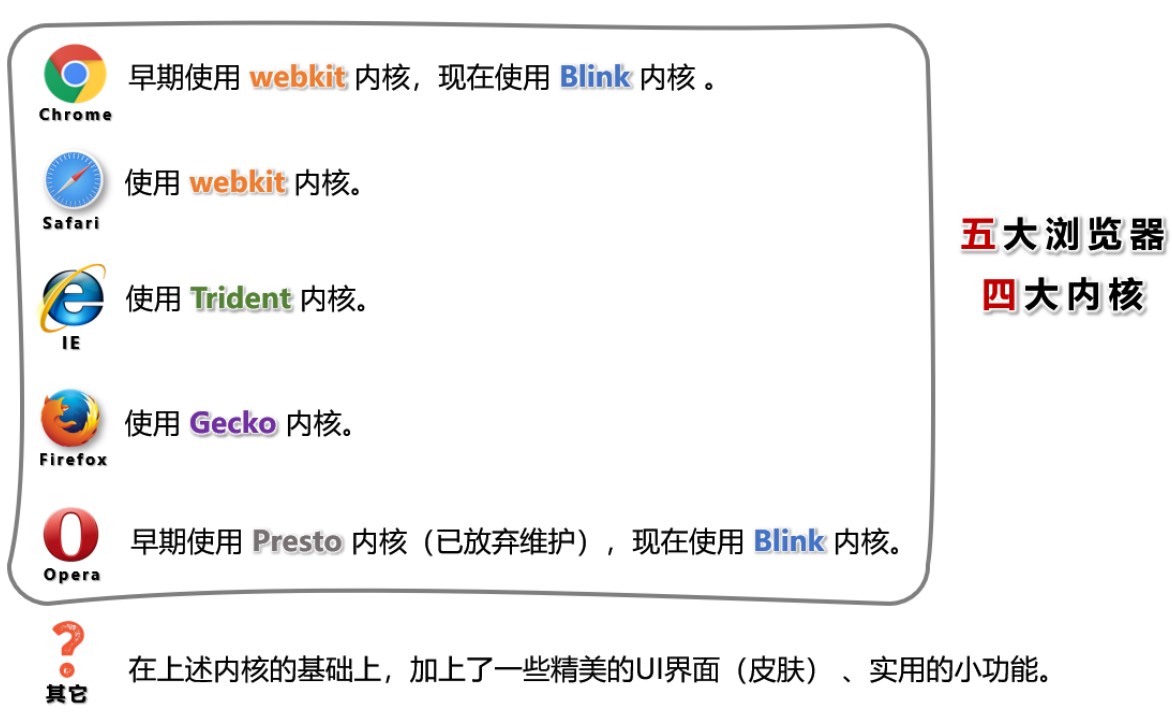 早期使用 webkit 内核，现在使用 Blink 内核 。
Chrome
使用 webkit 内核。
Safari
使用 Trident 内核。
IE
使用 Gecko 内核。
Firefox
早期使用 Presto 内核（已放弃维护），现在使用 Blink 内核。
Opera
五大浏览器
四大内核
?
在上述内核的基础上，加上了一些精美的UI界面（皮肤） 、实用的小功能。
其它